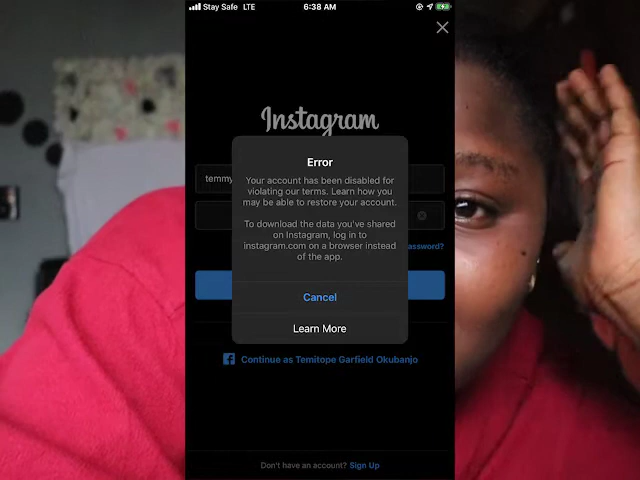 Stay Safe LTE 6:38 AM
Instagram
Error
Your account has been disabled for
violating our terms. Learn how you
may be able to restore your account.
To download the data you've shared
on Instagram, log in to
instagram.com on a browser instead
of the app.
temmy
assword?
Cancel
Learn More
Continue as Temitope Garfield Okubanjo
Don't have an account? Sign Up